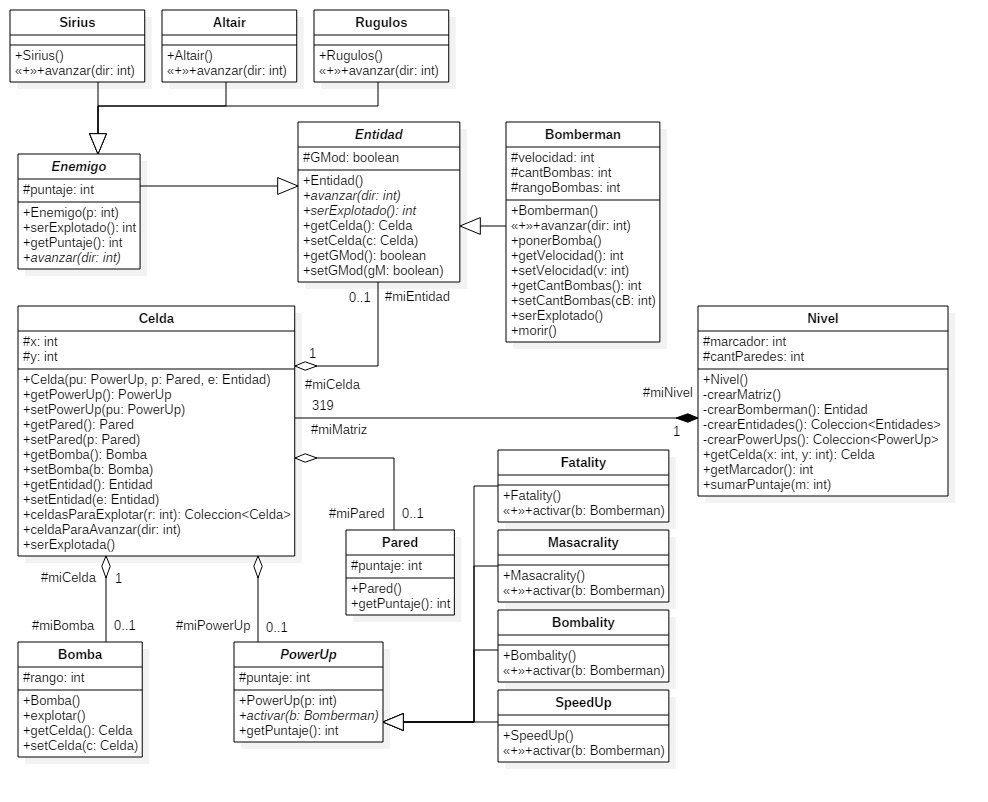 Sirius
+Sirius()
«+»+avanzar(dir: int)
Altair
+Altair()
«+»+avanzar(dir: int)
Rugulos
+Rugulos()
«+»+avanzar(dir: int)
Enemigo
#puntaje: int
+Enemigo(p: int)
+serExplotado(): int
+getPuntaje(): int
+avanzar(dir: int)
Entidad
#GMod: boolean
+Entidad()
+avanzar(dir: int)
+serExplotado(): int
+getCelda(): Celda
+setCelda(c: Celda)
+getGMod(): boolean
+setGMod(gM: boolean)
Bomberman
#velocidad: int
#cantBombas: int
#rangoBombas: int
+Bomberman()
«+»+avanzar(dir: int)
+ponerBomba()
+getVelocidad(): int
+setVelocidad(v: int)
+getCantBombas(): int
+setCantBombas(cB: int)
+serExplotado()
+morir()
0..1
#miEntidad
1
#miCelda
Celda
#x: int
#y: int
+Celda(pu: PowerUp, p: Pared, e: Entidad)
+getPowerUp(): PowerUp
+setPowerUp(pu: PowerUp)
+getPared(): Pared
+setPared(p: Pared)
+getBomba(): Bomba
+setBomba(b: Bomba)
+getEntidad(): Entidad
+setEntidad(e: Entidad)
+celdasParaExplotar(r: int): Coleccion<Celda>
+celdaParaAvanzar(dir: int)
+serExplotada()
319
#miMatriz
#miNivel
1
Nivel
#marcador: int
#cantParedes: int
+Nivel()
-crearMatriz()
-crearBomberman(): Entidad
-crearEntidades(): Coleccion<Entidades>
-crearPowerUps(): Coleccion<PowerUp>
+getCelda(x: int, y: int): Celda
+getMarcador(): int
+sumarPuntaje(m: int)
#miPared
0..1
Pared
#puntaje: int
+Pared()
+getPuntaje(): int
Fatality
+Fatality()
«+»+activar(b: Bomberman)
Masacrality
+Masacrality()
«+»+activar(b: Bomberman)
Bombality
+Bombality()
«+»+activar(b: Bomberman)
SpeedUp
+SpeedUp()
«+»+activar(b: Bomberman)
#miCelda
1
#miBomba
0..1
Bomba
#rango: int
+Bomba()
+explotar()
+getCelda(): Celda
+setCelda(c: Celda)
#miPowerUp
0..1
PowerUp
#puntaje: int
+PowerUp(p: int)
+activar(b: Bomberman)
+getPuntaje(): int